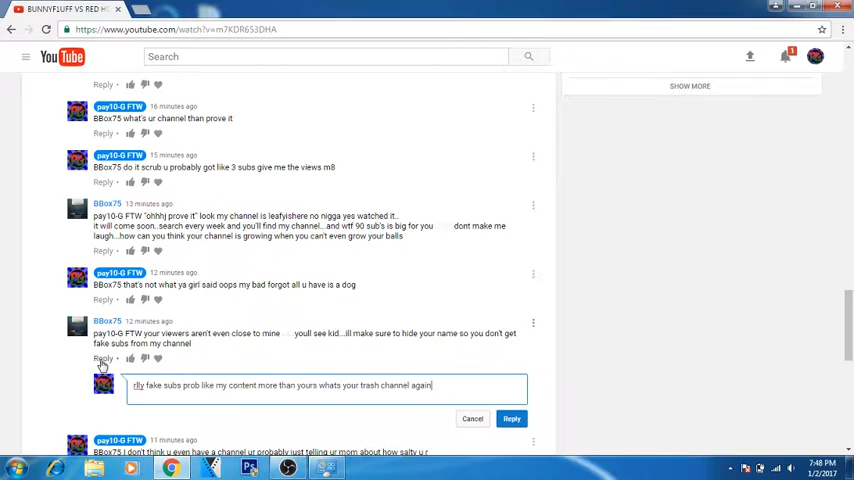 BUNNYF1UFF VS RED HO
https://www.youtube.com/watch?v=m7KDR653DHA
YouTube
Search
1
Reply
SHOW MORE
pay10-G FTW 16 minutes ago
BBox75 what's ur channel than prove it
Reply
pay10-G FTW 15 minutes ago
BBox75 do it scrub u probably got like 3 subs give me the views m8
Reply
BBox75 13 minutes ago
pay10-G FTW "ohhhj prove it" look my channel is leafyishere no nigga yes watched it..
it will come soon..search every week and you'll find my channel...and wtf 90 sub's is big for you dont make me
laugh...how can you think your channel is growing when you can't even grow your balls
Reply
pay10-G FTW 12 minutes ago
BBox75 that's not what ya girl said oops my bad forgot all u have is a dog
Reply
BBox75 12 minutes ago
pay10-G FTW your viewers aren't even close to mine youll see kid...ill make sure to hide your name so you don't get
fake subs from my channel
Reply
rlly fake subs prob like my content more than yours whats your trash channel again
Cancel Reply
pay10-G FTW 11 minutes ago
BBox75 I don't think u even have a channel ur probably just telling ur mom about how salty u r
Ps
7:48 PM
1/2/2017